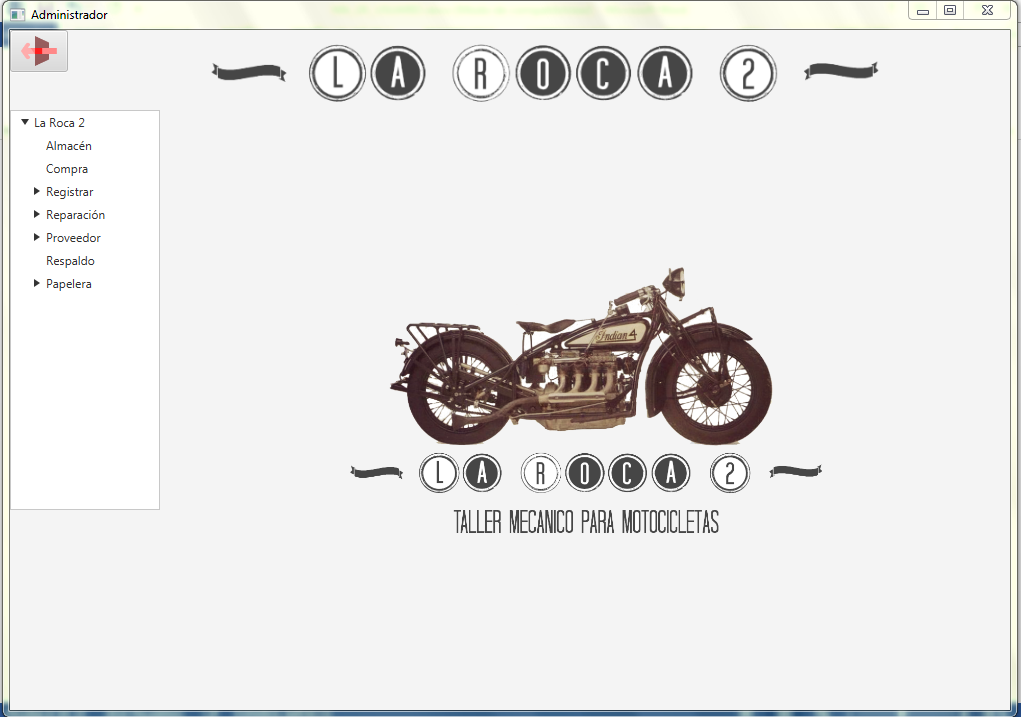 Administrador
LA ROCA 2
La Roca 2
Almacén
Compra
Registrar
Reparación
Proveedor
Respaldo
Papelera
Indian 4
LA ROCA 2
TALLER MECANICO PARA MOTOCICLETAS